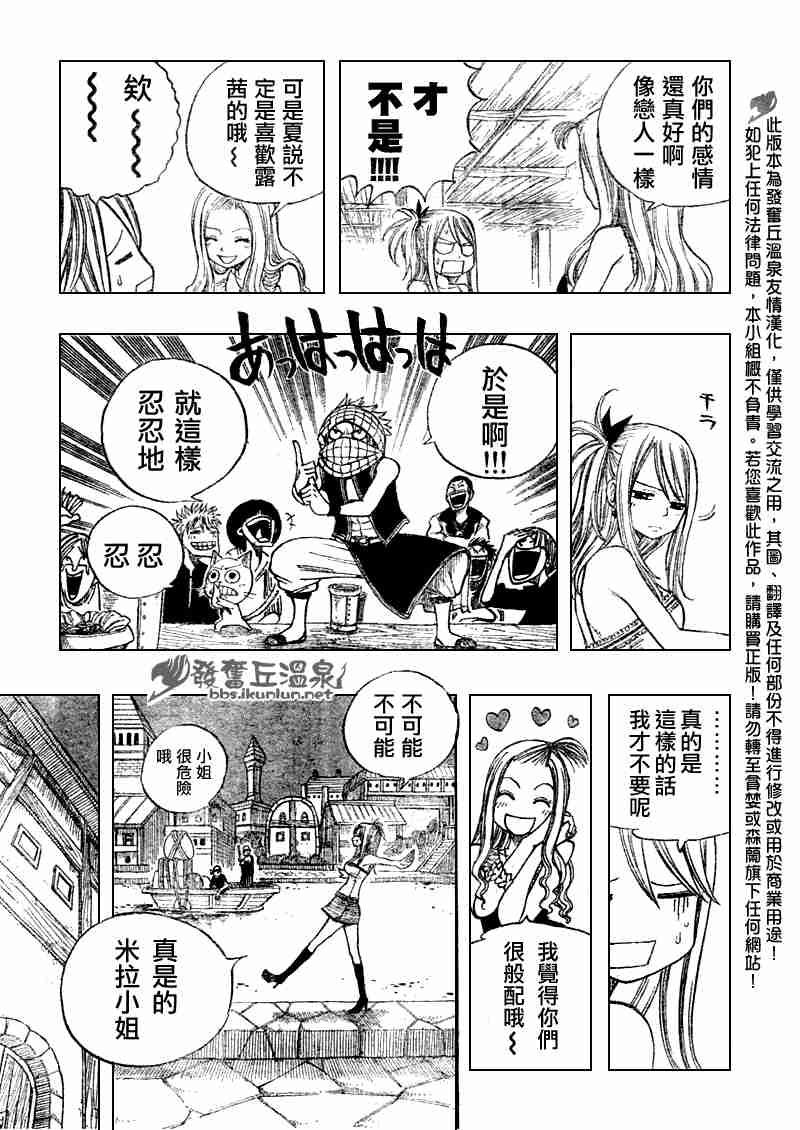 你們的感情
還真好啊
像戀人一樣
才
不是!!!!
可是夏説不
定是喜歡露
茜的哦~
欸
~~~
チラ
あっはっはっは
於是啊!!!
就這樣
忍忍地
忍忍
…………
真的是
這樣的話
我才不要呢
我覺得你們
很般配哦~
不可能
不可能
小姐
很危險
哦
真是的
米拉小姐
發奮丘溫泉
bbs.ikunlun.net
此版本為發奮丘溫泉友情漢化，僅供學習交流之用，其圖、翻譯及任何部份不得進行修改或用於商業用途！
如犯上任何法律問題，本小組概不負責。若您喜歡此作品，請購買正版！請勿轉至貪婪或森蘭旗下任何網站！